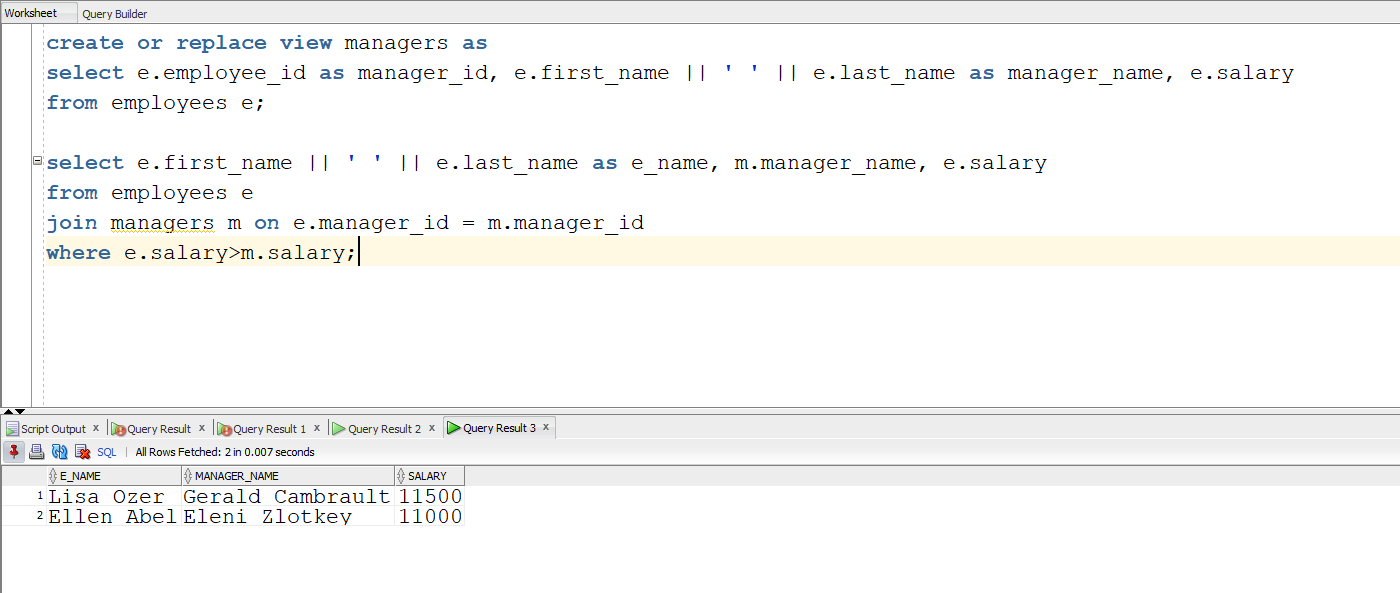 Worksheet Query Builder
create or replace view managers as
select e.employee_id as manager_id, e.first_name || ' ' || e.last_name as manager_name, e.salary
from employees e;
select e.first_name || ' ' || e.last_name as e_name, m.manager_name, e.salary
from employees e
join managers m on e.manager_id = m.manager_id
where e.salary>m.salary;
Script Output x Query Result x Query Result 1 x Query Result 2 x Query Result 3 x
SQL | All Rows Fetched: 2 in 0.007 seconds
E_NAME MANAGER_NAME SALARY
1 Lisa Ozer Gerald Cambrault 11500
2 Ellen Abel Eleni Zlotkey 11000